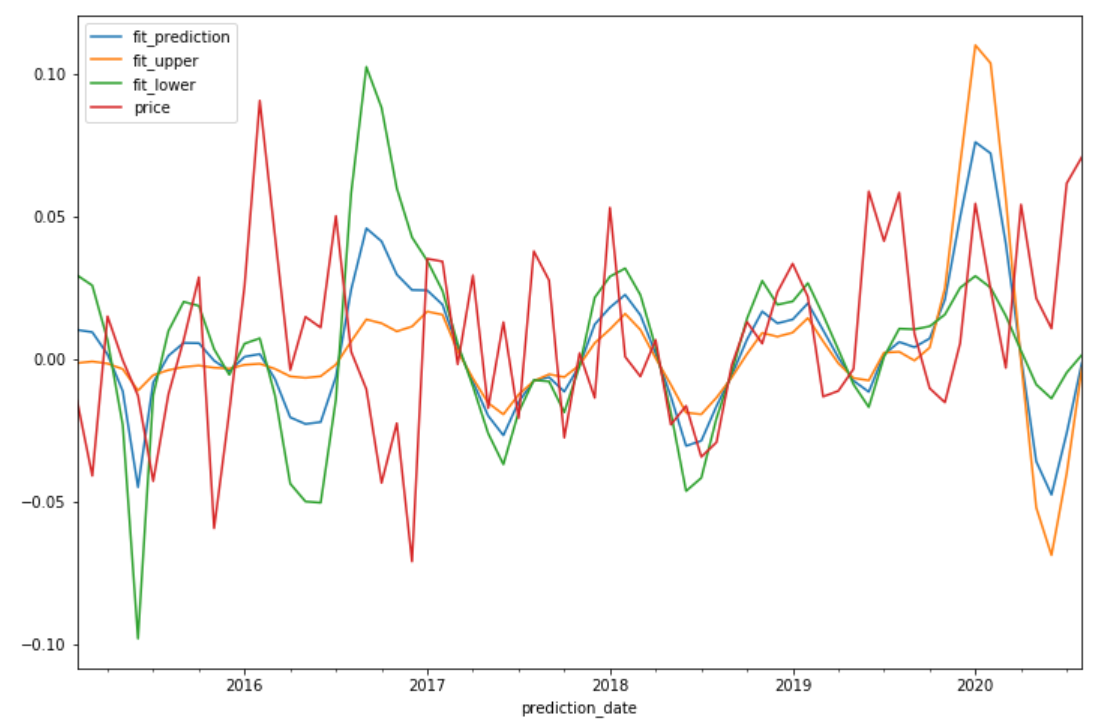 fit_prediction
fit_upper
fit_lower
price
0.10
0.05
0.00
−0.05
−0.10
2016 2017 2018 2019 2020
prediction_date